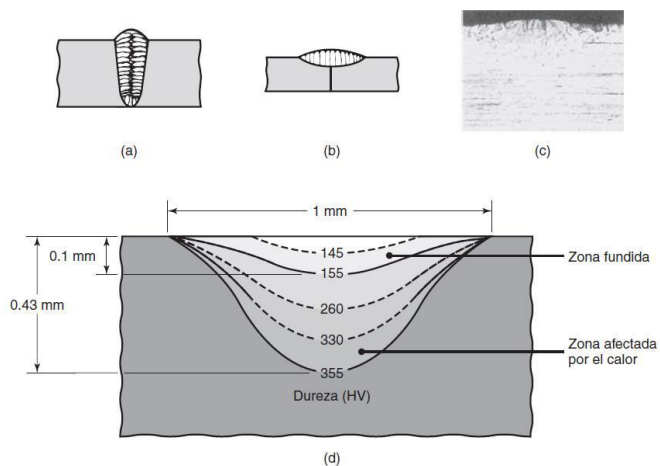 (a)
(b)
(c)
1 mm
0.1 mm
145
155
Zona fundida
0.43 mm
260
330
Zona afectada
por el calor
355
Dureza (HV)
(d)